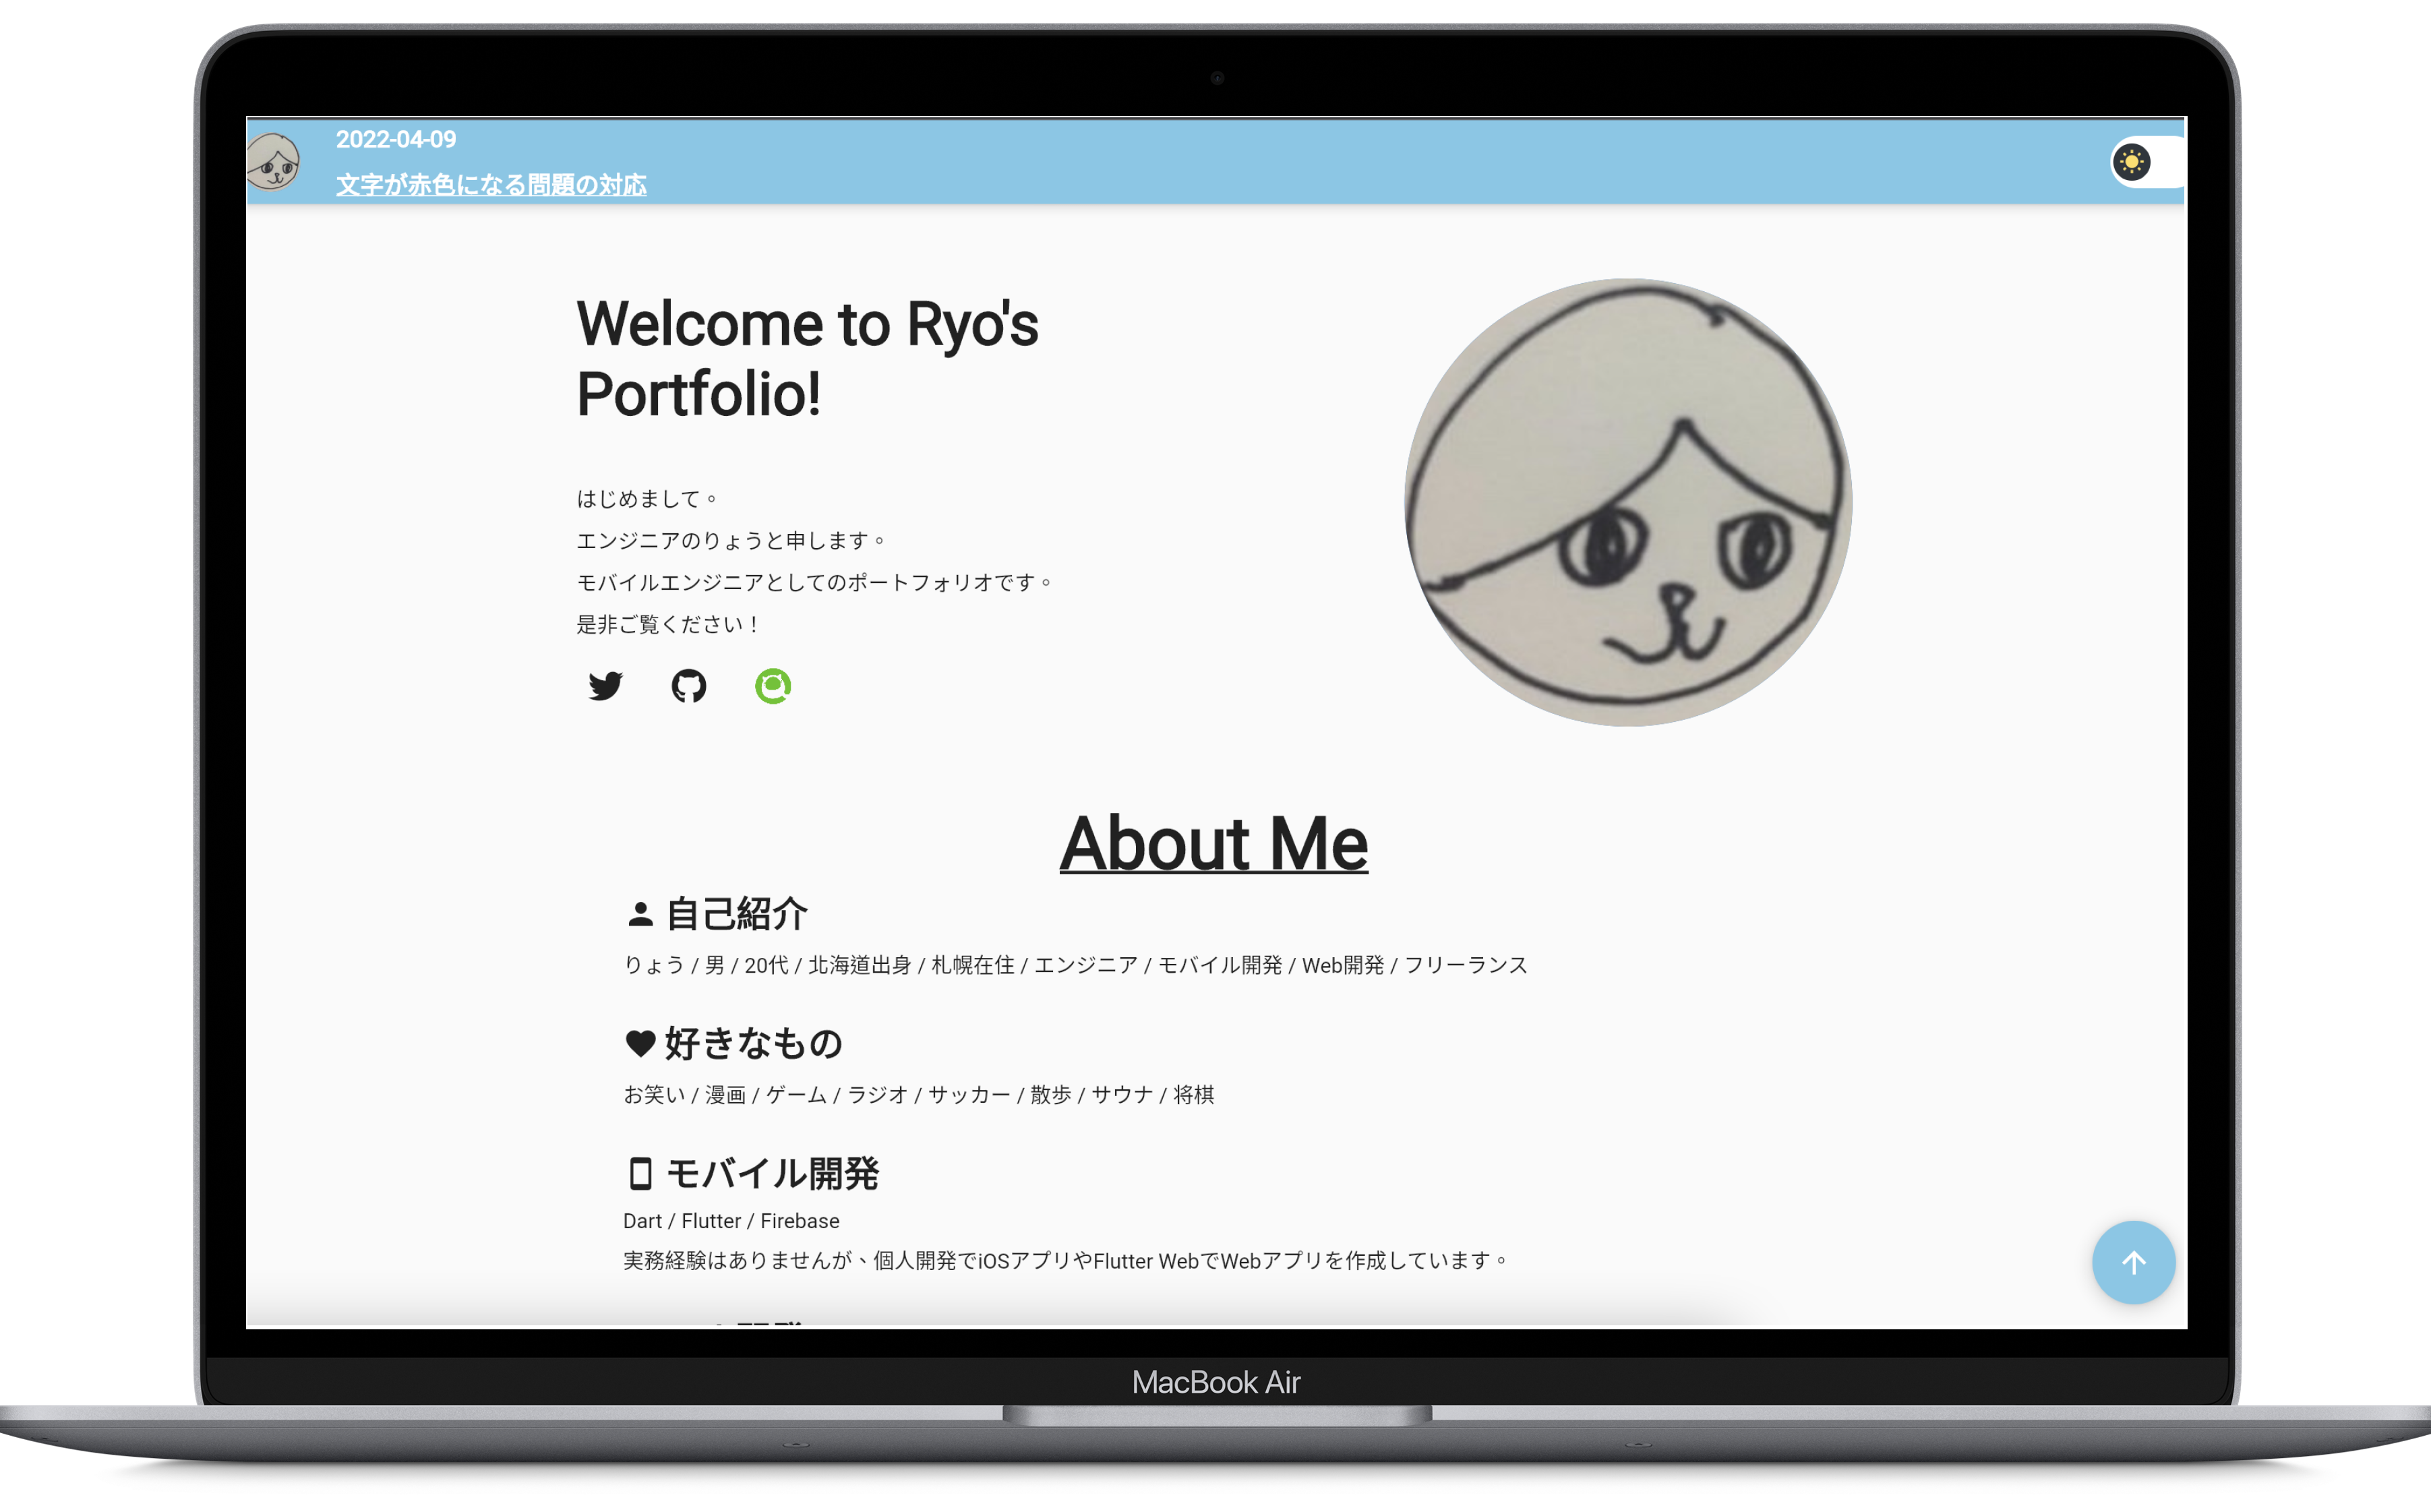 2022-04-09
文字が赤色になる問題の対応
Welcome to Ryo's
Portfolio!
はじめまして。
エンジニアのりょうと申します。
モバイルエンジニアとしてのポートフォリオです。
是非ご覧ください！
About Me
自己紹介
りょう / 男 / 20代 / 北海道出身 / 札幌在住 / エンジニア / モバイル開発 / Web開発 / フリーランス
好きなもの
お笑い / 漫画 / ゲーム / ラジオ / サッカー / 散歩 / サウナ / 将棋
モバイル開発
Dart / Flutter / Firebase
実務経験はありませんが、個人開発でiOSアプリやFlutter WebでWebアプリを作成しています。
MacBook Air